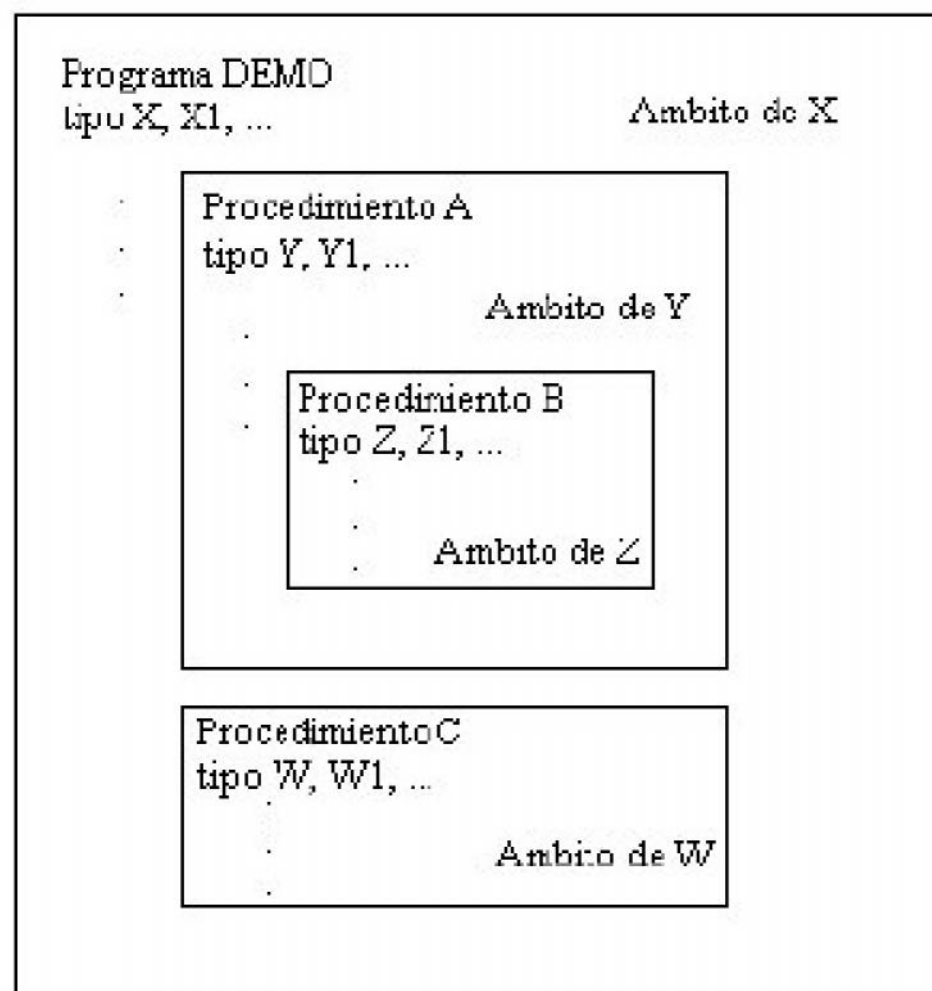 Programa DEMO
tipo X, X1, ...
Ambito de X
Procedimiento A
tipo Y, Y1, ...
Ambito de Y
Procedimiento B
tipo Z, Z1, ...
Ambito de Z
Procedimiento C
tipo W, W1, ...
Ambito de W